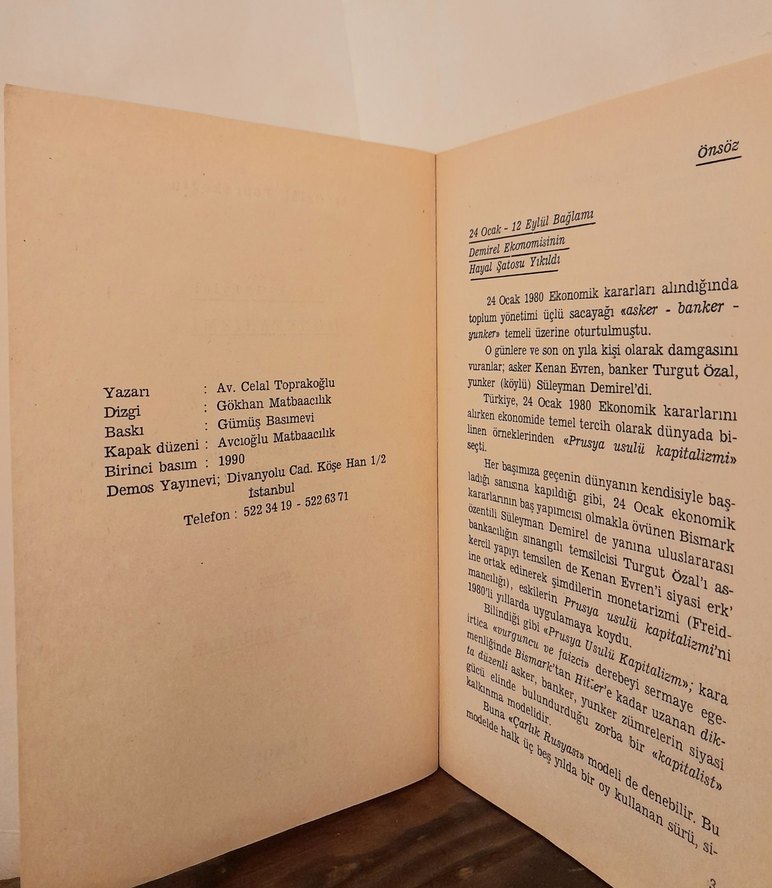 Yazarı : Av. Celal Toprakoğlu
Dizgi : Gökhan Matbaacılık
Baskı : Gümüş Basımevi
Kapak düzeni : Avcıoğlu Matbaacılık
Birinci basım : 1990
Demos Yayınevi; Divanyolu Cad. Köşe Han 1/2
İstanbul
Telefon : 522 34 19 - 522 63 71
Önsöz
24 Ocak - 12 Eylül Bağlamı
Demirel Ekonomisinin
Hayal Şatosu Yıkıldı
24 Ocak 1980 Ekonomik kararları alındığında
toplum yönetimi üçlü sacayağı «asker - banker -
yunker» temeli üzerine oturtulmuştu.
O günlere ve son on yıla kişi olarak damgasını
vuranlar; asker Kenan Evren, banker Turgut Özal,
yunker (köylü) Süleyman Demirel'di.
Türkiye, 24 Ocak 1980 Ekonomik kararlarını
alırken ekonomide temel tercih olarak dünyada bi-
linen örneklerinden «Prusya usulü kapitalizmi»
seçti.
Her başımıza geçenin dünyanın kendisiyle baş-
ladığı sanısına kapıldığı gibi, 24 Ocak ekonomik
kararlarının baş yapımcısı olmakla övünen Bismark
özentili Süleyman Demirel de yanına uluslararası
bankacılığın sınangılı temsilcisi Turgut Özal'ı as-
kercil yapıyı temsilen de Kenan Evren'i siyasi erk'
ine ortak edinerek şimdilerin monetarizmi (Freid-
mancılığı), eskilerin Prusya usulü kapitalizmi'ni
1980'li yıllarda uygulamaya koydu.
Bilindiği gibi «Prusya Usulü Kapitalizm»; kara
irtica «vurguncu ve faizci» derebeyi sermaye ege-
menliğinde Bismark'tan Hitler'e kadar uzanan dik-
ta düzenli asker, banker, yunker zümrelerin siyasi
gücü elinde bulundurduğu zorba bir «kapitalist»
kalkınma modelidir.
Buna «Çarlık Rusyası» modeli de denebilir. Bu
modelde halk üç beş yılda bir oy kullanan sürü, si-
3